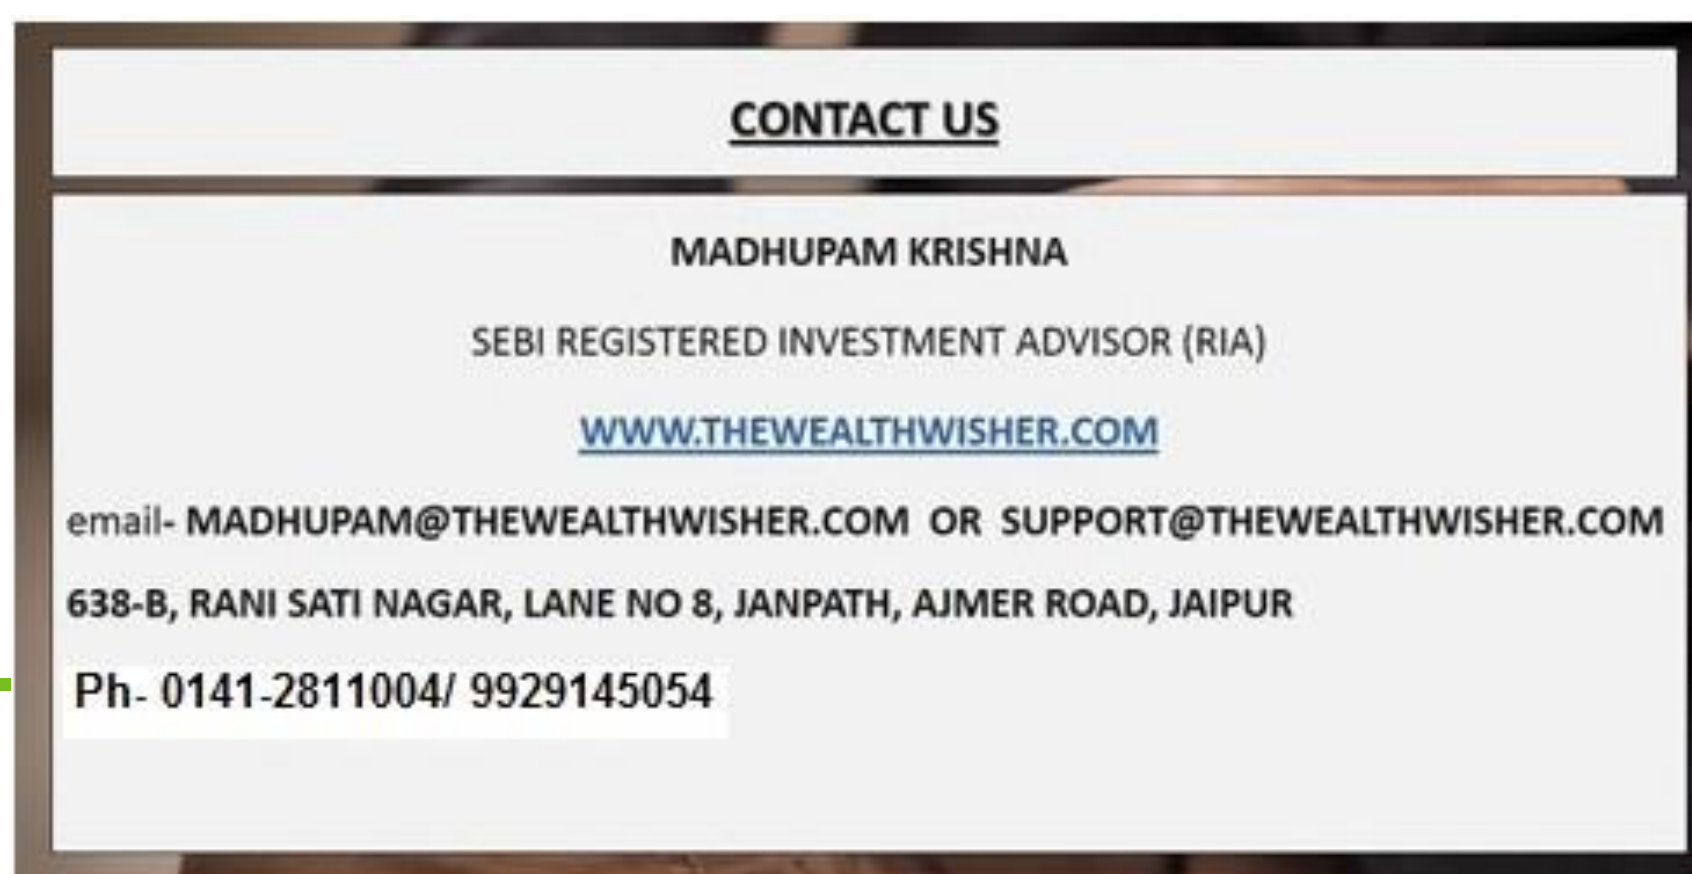 CONTACT US
MADHUPAM KRISHNA
SEBI REGISTERED INVESTMENT ADVISOR (RIA)
WWW.THEWEALTHWISHER.COM
email- MADHUPAM@THEWEALTHWISHER.COM OR SUPPORT@THEWEALTHWISHER.COM
638-B, RANI SATI NAGAR, LANE NO 8, JANPATH, AJMER ROAD, JAIPUR
Ph- 0141-2811004/ 9929145054